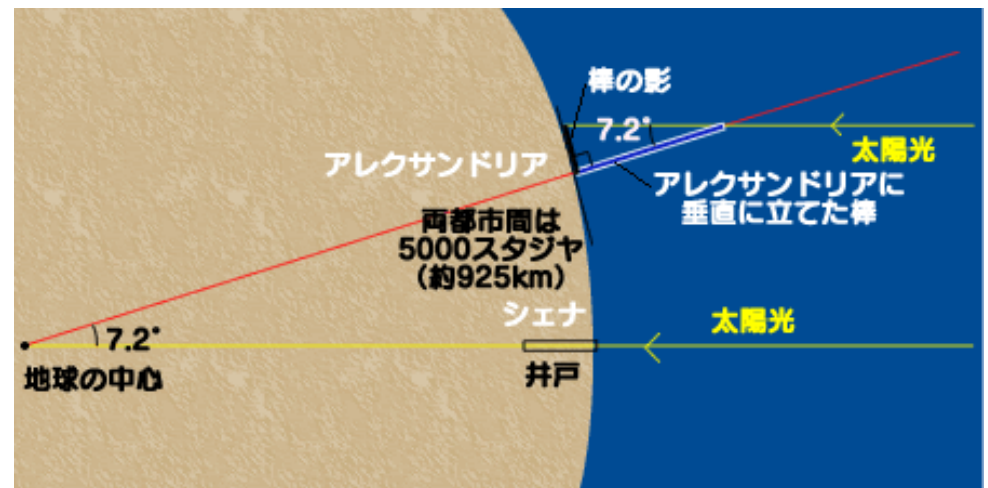 棒の影
7.2°
太陽光
アレクサンドリア
アレクサンドリアに
垂直に立てた棒
両都市間は
5000スタジヤ
(約925km)
シェナ
太陽光
7.2°
地球の中心
井戸